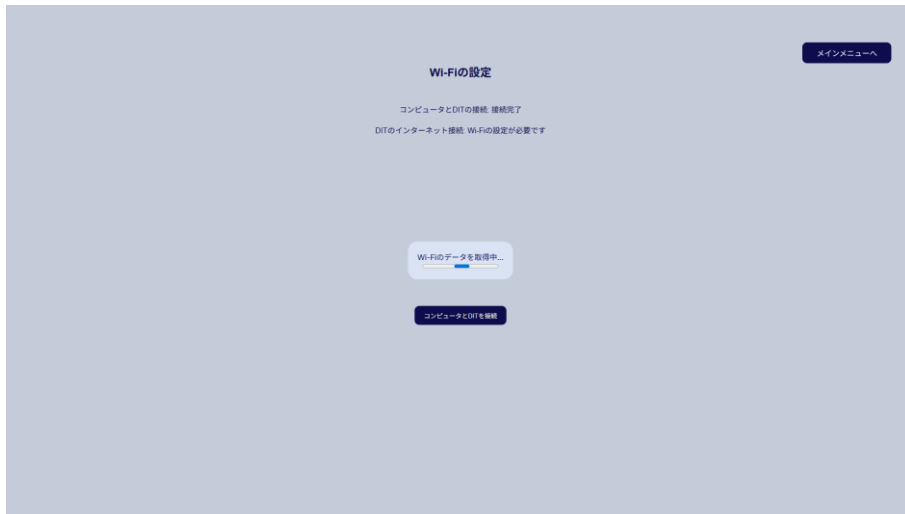 メインメニューへ
Wi-Fiの設定
コンピュータとDITの接続: 接続完了
DITのインターネット接続: Wi-Fiの設定が必要です
Wi-Fiのデータを取得中...
コンピュータとDITを接続